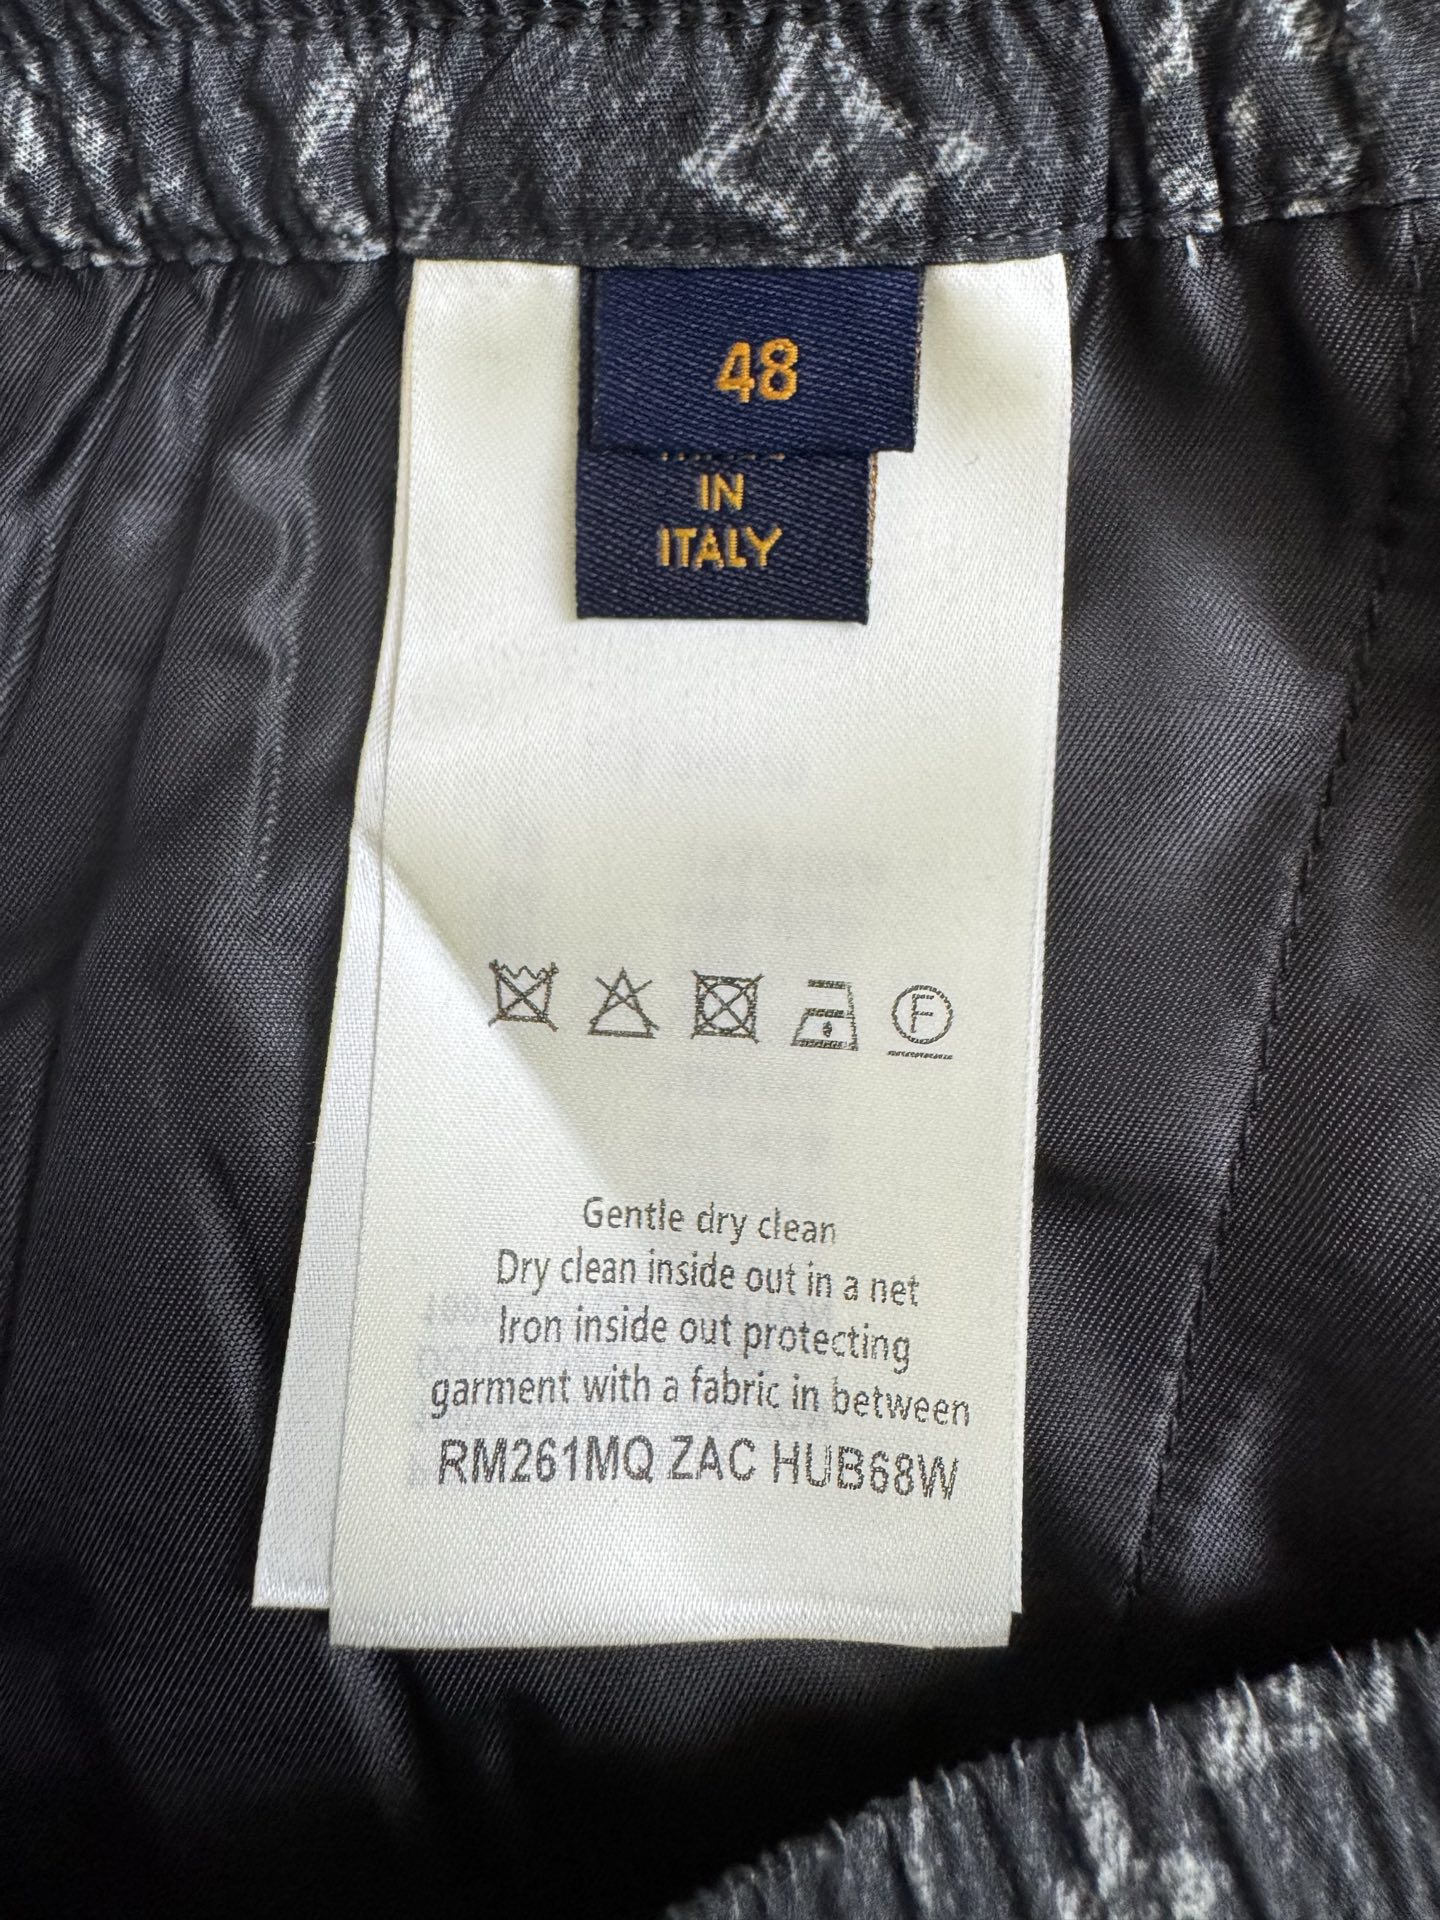 48
IN
ITALY
F
Gentle dry clean
Dry clean inside out in a net
Iron inside out protecting
garment with a fabric in between
RM261MQ ZAC HUB68W